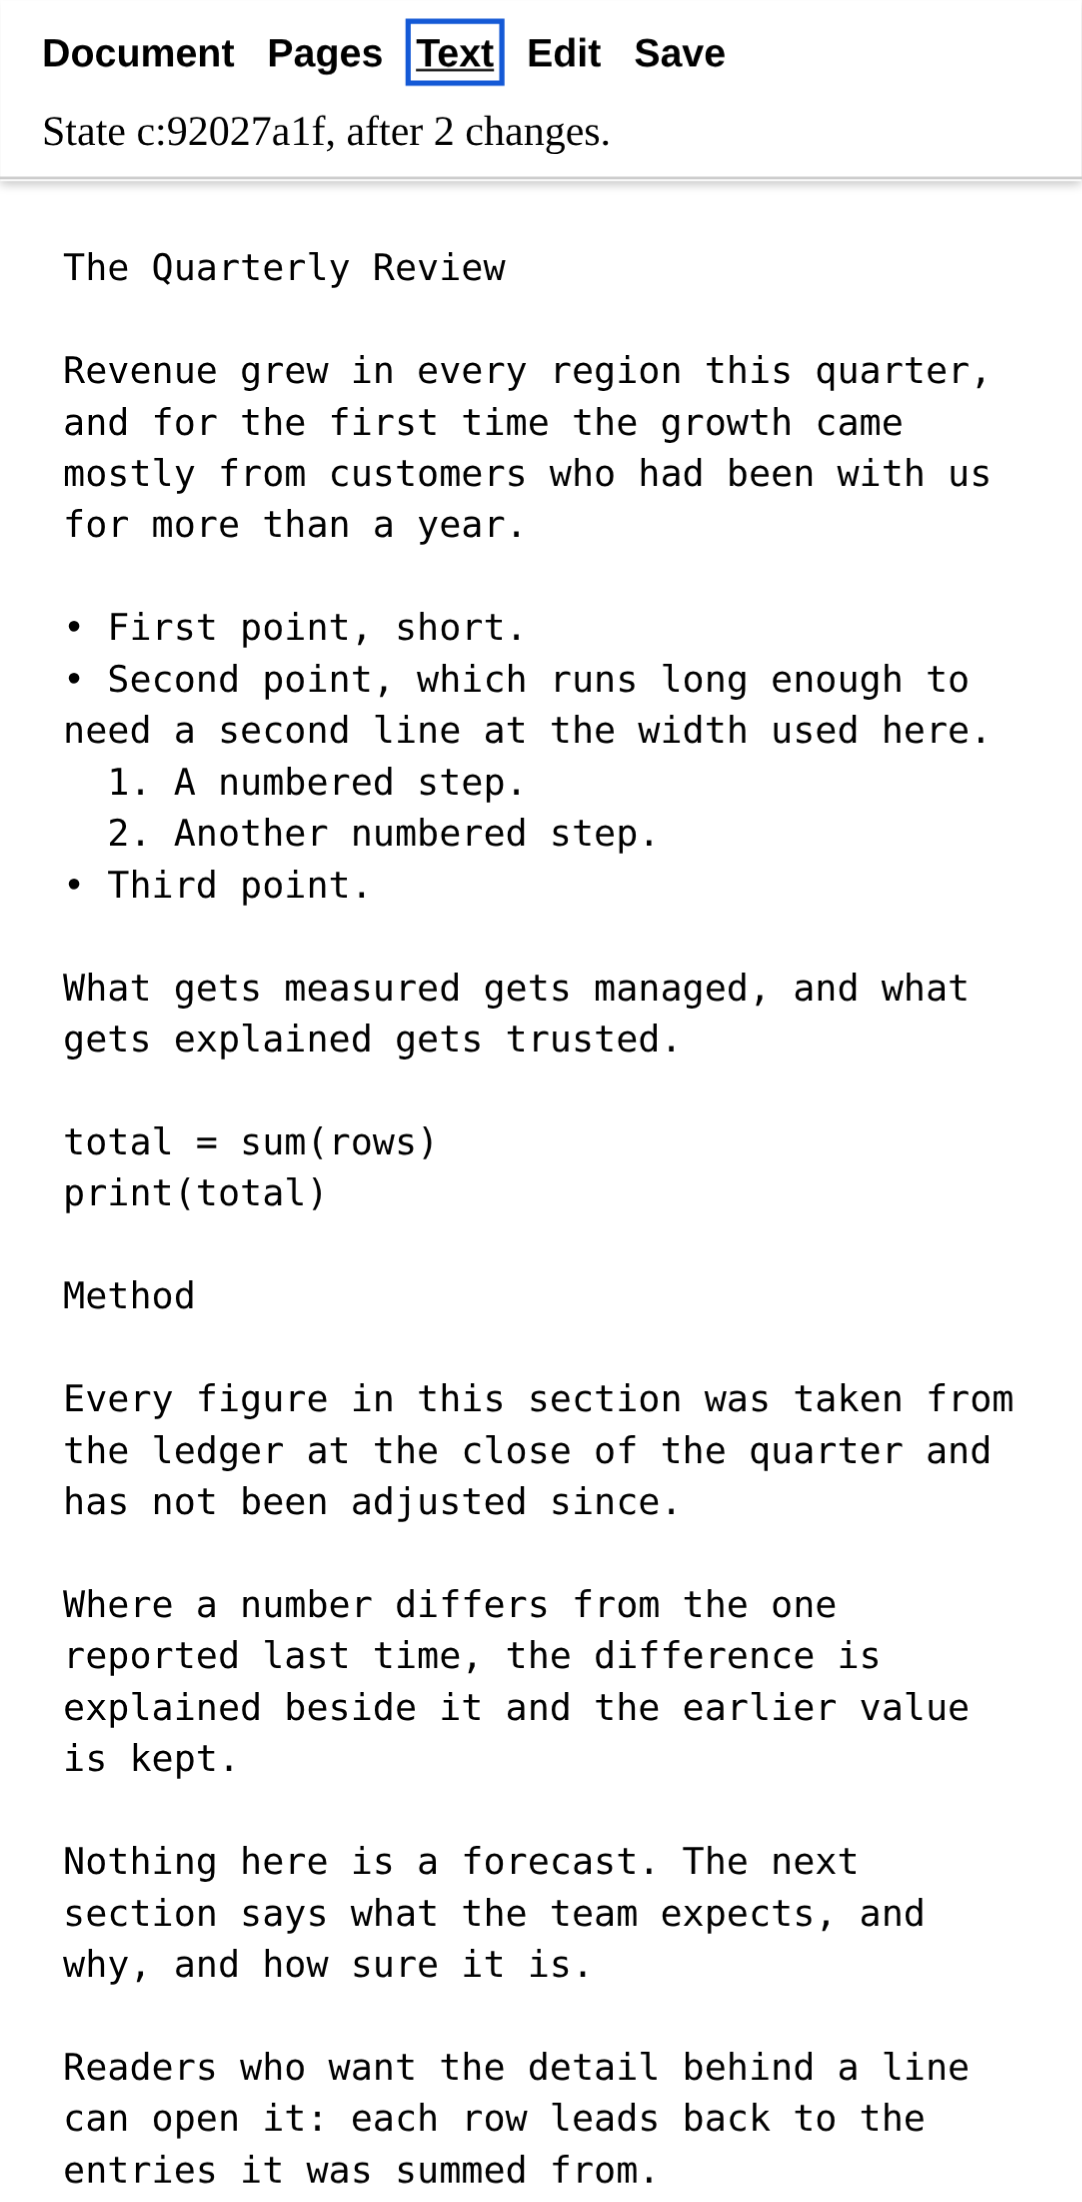 Document Pages Text Edit Save
State c:92027a1f, after 2 changes.
The Quarterly Review
Revenue grew in every region this quarter,
and for the first time the growth came
mostly from customers who had been with us
for more than a year.
• First point, short.
• Second point, which runs long enough to
need a second line at the width used here.
1. A numbered step.
2. Another numbered step.
• Third point.
What gets measured gets managed, and what
gets explained gets trusted.
total = sum(rows)
print(total)
Method
Every figure in this section was taken from
the ledger at the close of the quarter and
has not been adjusted since.
Where a number differs from the one
reported last time, the difference is
explained beside it and the earlier value
is kept.
Nothing here is a forecast. The next
section says what the team expects, and
why, and how sure it is.
Readers who want the detail behind a line
can open it: each row leads back to the
entries it was summed from.